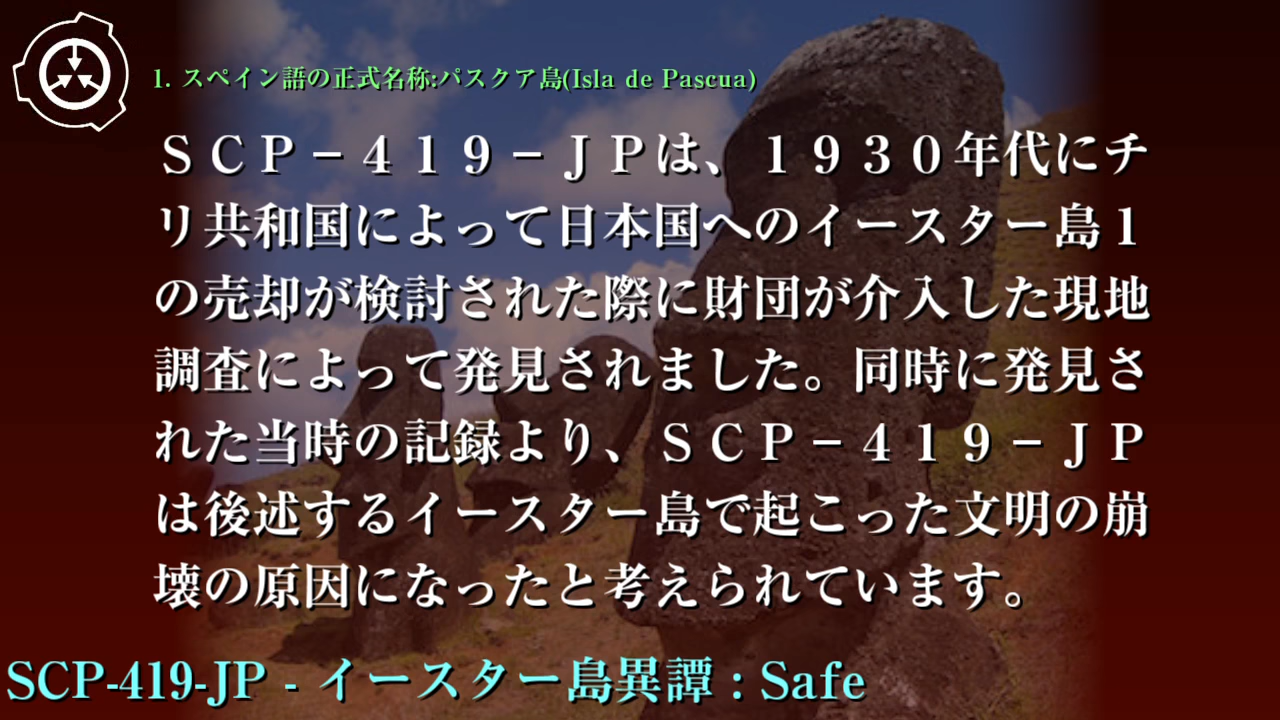 1. スペイン語の正式名称:パスクア島(Isla de Pascua)
ＳＣＰ－４１９－ＪＰは、１９３０年代にチ
リ共和国によって日本国へのイースター島１
の売却が検討された際に財団が介入した現地
調査によって発見されました。同時に発見さ
れた当時の記録より、ＳＣＰ－４１９－ＪＰ
は後述するイースター島で起こった文明の崩
壊の原因になったと考えられています。
SCP-419-JP - イースター島異譚 : Safe